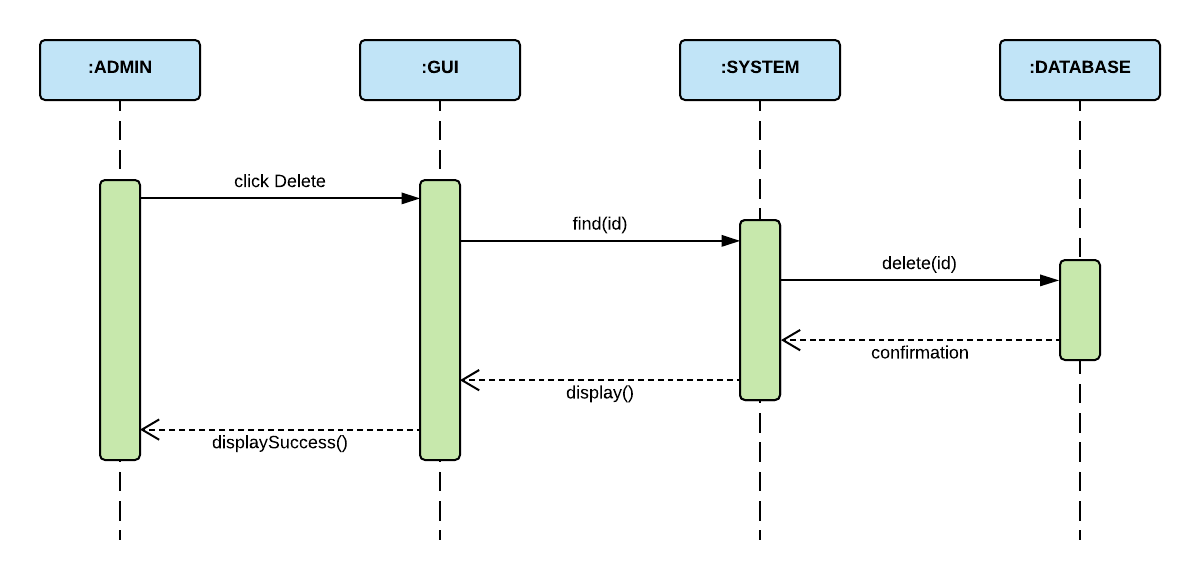 :ADMIN
:GUI
:SYSTEM
:DATABASE
click Delete
find(id)
delete(id)
confirmation
display()
displaySuccess()